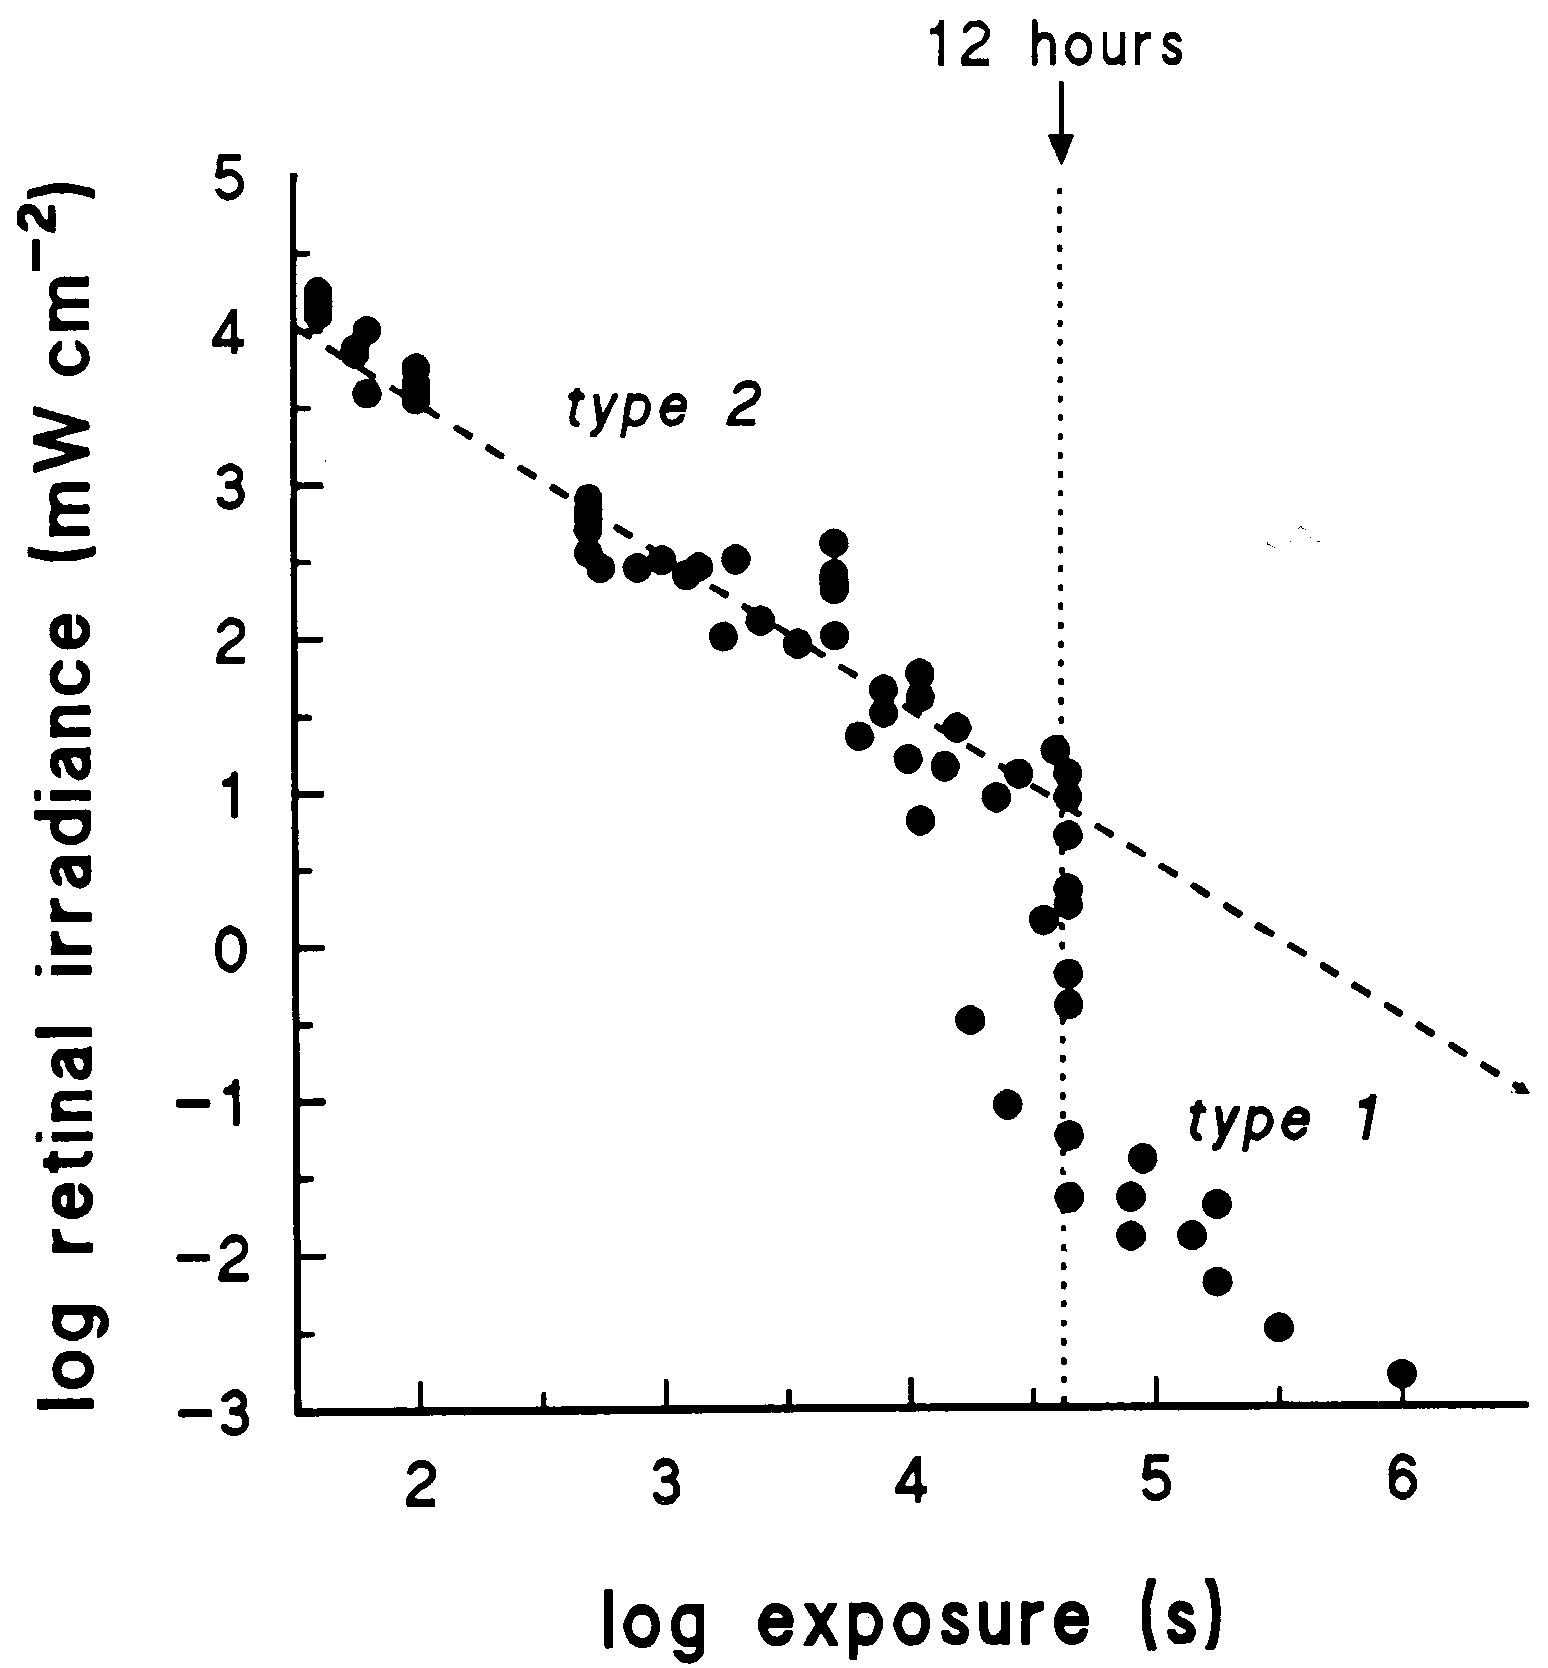 12 hours
log retinal irradiance (mW cm⁻²)
5
4
3
2
1
0
−1
−2
−3
type 2
type 1
2 3 4 5 6
log exposure (s)